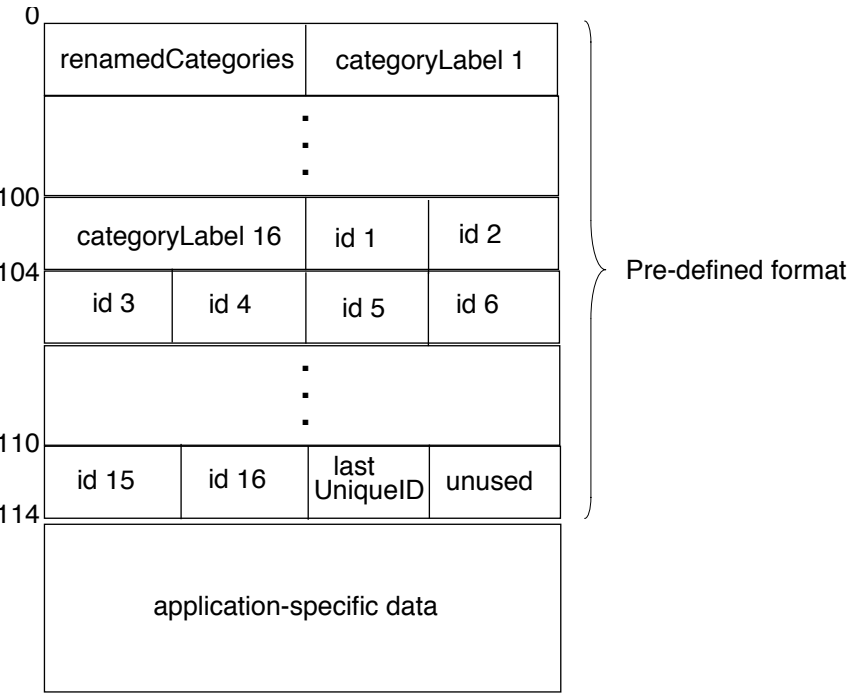 0
renamedCategories categoryLabel 1
100
categoryLabel 16 id 1 id 2
104
id 3 id 4 id 5 id 6
Pre-defined format
110
id 15 id 16 last UniqueID unused
114
application-specific data